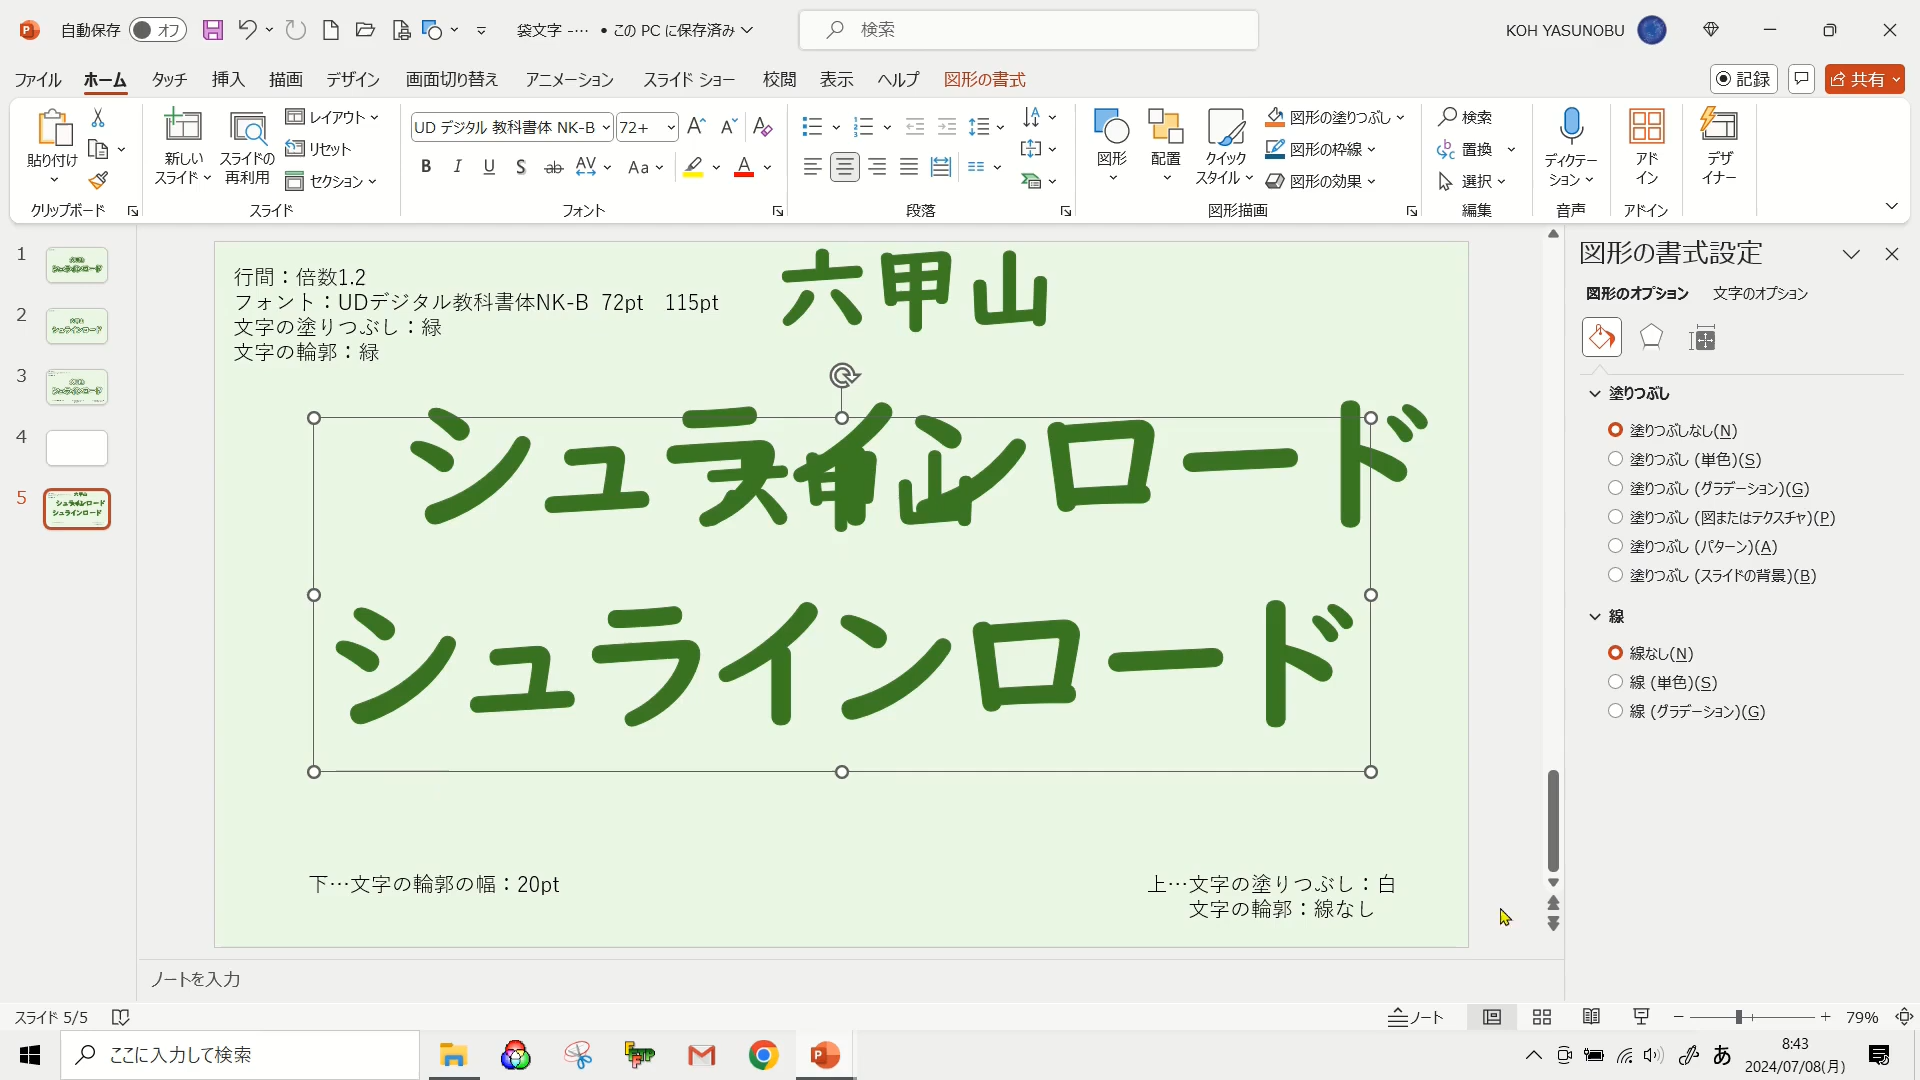 自動保存 オフ 袋文字 -… • この PC に保存済み 検索 KOH YASUNOBU
ファイル ホーム タッチ 挿入 描画 デザイン 画面切り替え アニメーション スライド ショー 校閲 表示 ヘルプ 図形の書式 記録 共有
貼り付け 新しい スライド スライドの 再利用 レイアウト リセット セクション
UD デジタル 教科書体 NK-B 72+
図形 配置 クイック スタイル 図形の塗りつぶし 図形の枠線 図形の効果
検索 置換 選択 ディクテー ション アド イン デザ イナー
クリップボード スライド フォント 段落 図形描画 編集 音声 アドイン
1
2
3
4
5
行間：倍数1.2
フォント：UDデジタル教科書体NK-B 72pt 115pt
文字の塗りつぶし：緑
文字の輪郭：緑
六甲山
シュラインロード
六甲山
シュラインロード
下…文字の輪郭の幅：20pt
上…文字の塗りつぶし：白
文字の輪郭：線なし
図形の書式設定
図形のオプション 文字のオプション
塗りつぶし
塗りつぶしなし(N)
塗りつぶし (単色)(S)
塗りつぶし (グラデーション)(G)
塗りつぶし (図またはテクスチャ)(P)
塗りつぶし (パターン)(A)
塗りつぶし (スライドの背景)(B)
線
線なし(N)
線 (単色)(S)
線 (グラデーション)(G)
ノートを入力
スライド 5/5 ノート 79%
ここに入力して検索 あ 8:43
2024/07/08(月)